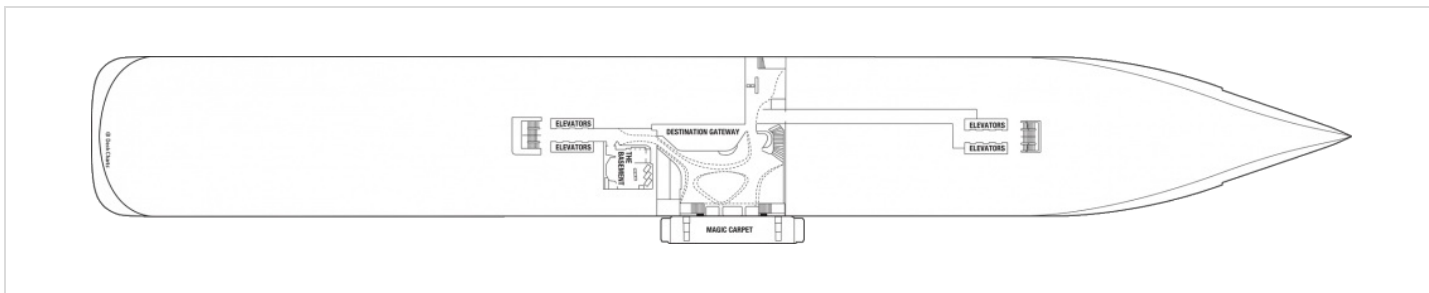 ELEVATORS
ELEVATORS
THE
BASEMENT
DESTINATION GATEWAY
ELEVATORS
ELEVATORS
MAGIC CARPET